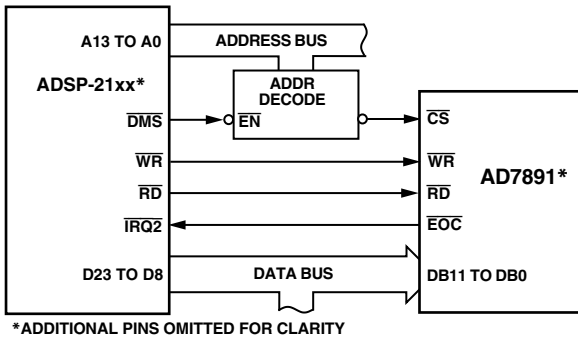 A13 TO A0
ADDRESS BUS
ADSP-21xx*
ADDR
DECODE
DMS
EN
CS
WR
WR
AD7891*
RD
RD
IRQ2
EOC
D23 TO D8
DATA BUS
DB11 TO DB0
*ADDITIONAL PINS OMITTED FOR CLARITY